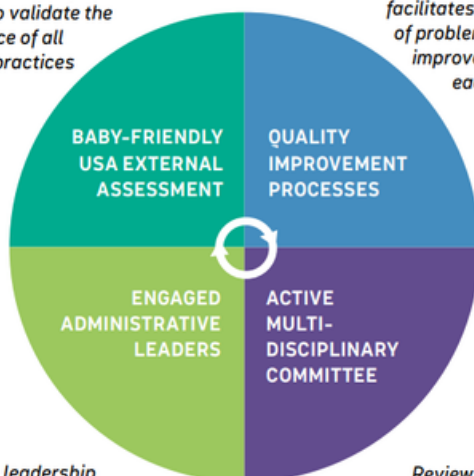 o validate the
ce of all
practices
facilitates
of problem
improv
ea
BABY-FRIENDLY
USA EXTERNAL
ASSESSMENT
QUALITY
IMPROVEMENT
PROCESSES
ENGAGED
ADMINISTRATIVE
LEADERS
ACTIVE
MULTI-
DISCIPLINARY
COMMITTEE
leadership
Review